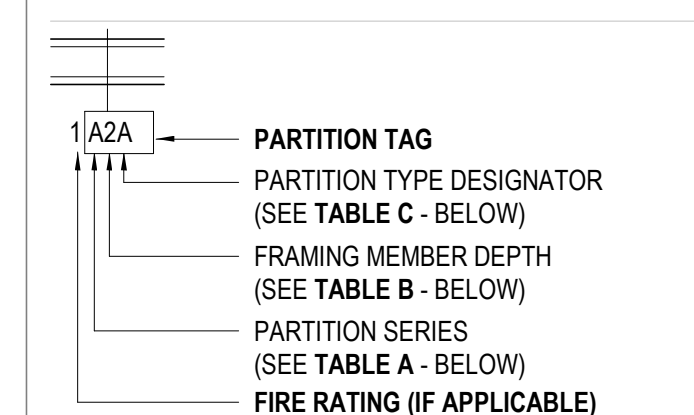 1 A2A
PARTITION TAG
PARTITION TYPE DESIGNATOR
(SEE TABLE C - BELOW)
FRAMING MEMBER DEPTH
(SEE TABLE B - BELOW)
PARTITION SERIES
(SEE TABLE A - BELOW)
FIRE RATING (IF APPLICABLE)